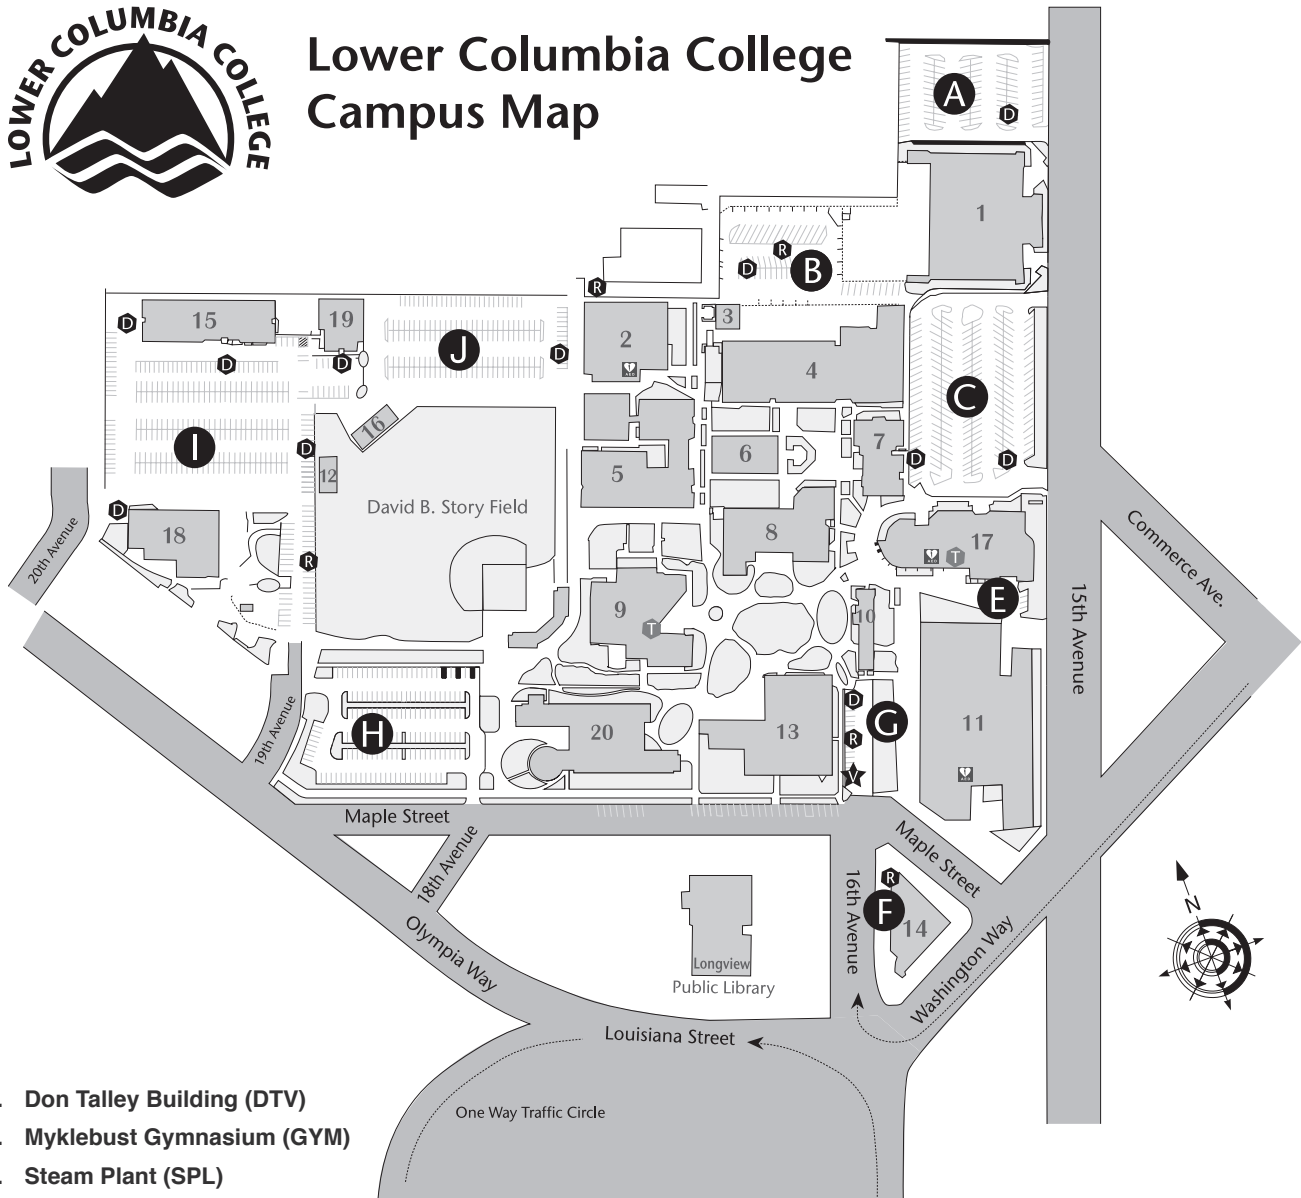 LOWER COLUMBIA COLLEGE
Lower Columbia College
Campus Map
A
D
1
R
D
B
R
D
15
19
D
D
J
D
2
AED
3
4
C
I
D
16
12
5
6
7
D
D
David B. Story Field
D
18
R
8
17
AED
T
E
Commerce Ave.
20th Avenue
9
T
10
15th Avenue
19th Avenue
H
20
13
D
G
R
V
11
AED
Maple Street
18th Avenue
Maple Street
16th Avenue
R
F
14
N
Olympia Way
Longview
Public Library
Washington Way
Louisiana Street
One Way Traffic Circle
. Don Talley Building (DTV)
. Myklebust Gymnasium (GYM)
. Steam Plant (SPL)